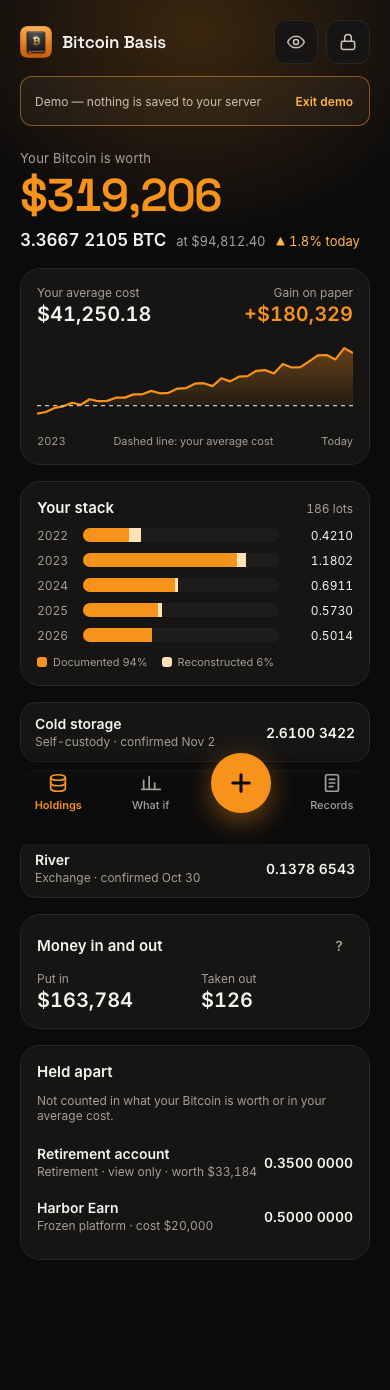 Bitcoin Basis
Demo — nothing is saved to your server Exit demo
Your Bitcoin is worth
$319,206
3.3667 2105 BTC at $94,812.40 ▲ 1.8% today
Your average cost Gain on paper
$41,250.18 +$180,329
2023 Dashed line: your average cost Today
Your stack 186 lots
2022 0.4210
2023 1.1802
2024 0.6911
2025 0.5730
2026 0.5014
Documented 94% Reconstructed 6%
Cold storage 2.6100 3422
Self-custody · confirmed Nov 2
Holdings What if + Records
River 0.1378 6543
Exchange · confirmed Oct 30
Money in and out ?
Put in Taken out
$163,784 $126
Held apart
Not counted in what your Bitcoin is worth or in your
average cost.
Retirement account 0.3500 0000
Retirement · view only · worth $33,184
Harbor Earn 0.5000 0000
Frozen platform · cost $20,000